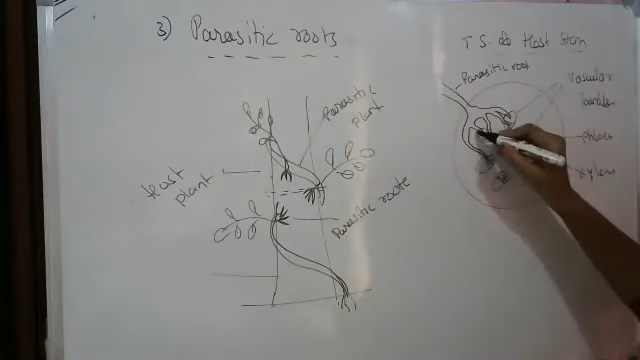 3) Parasitic roots
T.S. of Host Stem
Parasitic root
Vascular
bundle
Phloem
xylem
Parasitic
plant
Host
plant
Parasitic roots